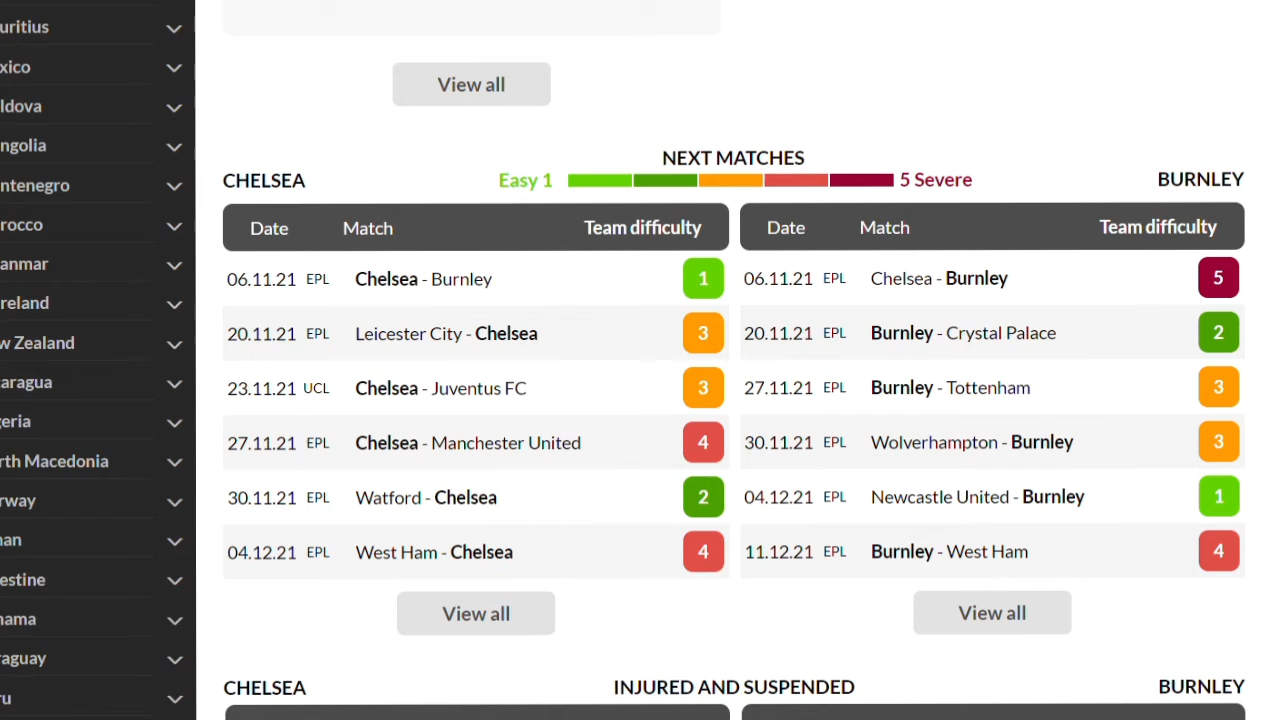 uritius
xico
ldova
ngolia
ntenegro
rocco
anmar
ireland
w Zealand
caragua
geria
rth Macedonia
rway
nan
estine
nama
raguay
ru
View all
NEXT MATCHES
CHELSEA Easy 1 5 Severe BURNLEY
Date Match Team difficulty Date Match Team difficulty
06.11.21 EPL Chelsea - Burnley 1 06.11.21 EPL Chelsea - Burnley 5
20.11.21 EPL Leicester City - Chelsea 3 20.11.21 EPL Burnley - Crystal Palace 2
23.11.21 UCL Chelsea - Juventus FC 3 27.11.21 EPL Burnley - Tottenham 3
27.11.21 EPL Chelsea - Manchester United 4 30.11.21 EPL Wolverhampton - Burnley 3
30.11.21 EPL Watford - Chelsea 2 04.12.21 EPL Newcastle United - Burnley 1
04.12.21 EPL West Ham - Chelsea 4 11.12.21 EPL Burnley - West Ham 4
View all View all
CHELSEA INJURED AND SUSPENDED BURNLEY